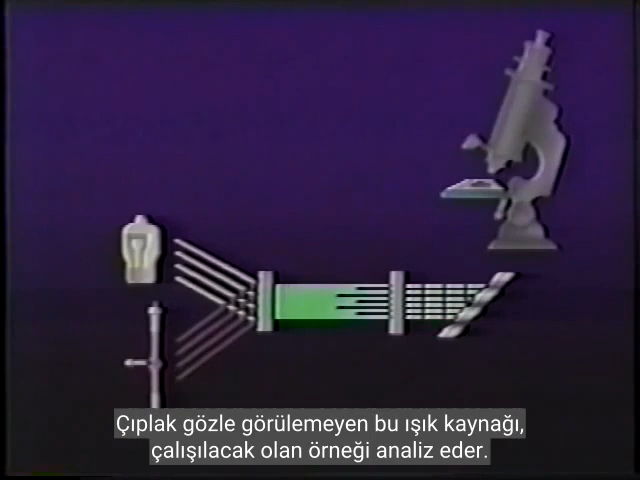 Çıplak gözle görülemeyen bu ışık kaynağı,
çalışılacak olan örneği analiz eder.